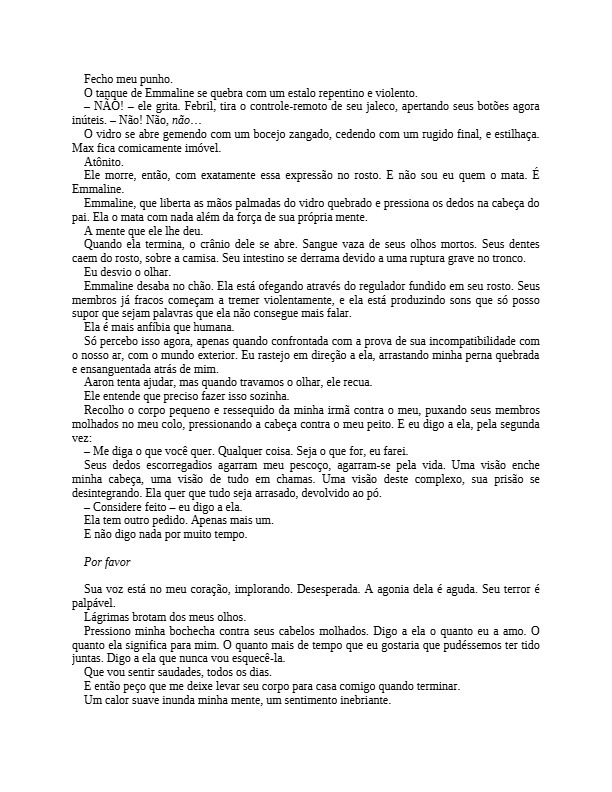 Fecho meu punho.
O tanque de Emmaline se quebra com um estalo repentino e violento.
– NÃO! – ele grita. Febril, tira o controle-remoto de seu jaleco, apertando seus botões agora
inúteis. – Não! Não, não…
O vidro se abre gemendo com um bocejo zangado, cedendo com um rugido final, e estilhaça.
Max fica comicamente imóvel.
Atônito.
Ele morre, então, com exatamente essa expressão no rosto. E não sou eu quem o mata. É
Emmaline.
Emmaline, que liberta as mãos palmadas do vidro quebrado e pressiona os dedos na cabeça do
pai. Ela o mata com nada além da força de sua própria mente.
A mente que ele lhe deu.
Quando ela termina, o crânio dele se abre. Sangue vaza de seus olhos mortos. Seus dentes
caem do rosto, sobre a camisa. Seu intestino se derrama devido a uma ruptura grave no tronco.
Eu desvio o olhar.
Emmaline desaba no chão. Ela está ofegando através do regulador fundido em seu rosto. Seus
membros já fracos começam a tremer violentamente, e ela está produzindo sons que só posso
supor que sejam palavras que ela não consegue mais falar.
Ela é mais anfíbia que humana.
Só percebo isso agora, apenas quando confrontada com a prova de sua incompatibilidade com
o nosso ar, com o mundo exterior. Eu rastejo em direção a ela, arrastando minha perna quebrada
e ensanguentada atrás de mim.
Aaron tenta ajudar, mas quando travamos o olhar, ele recua.
Ele entende que preciso fazer isso sozinha.
Recolho o corpo pequeno e ressequido da minha irmã contra o meu, puxando seus membros
molhados no meu colo, pressionando a cabeça contra o meu peito. E eu digo a ela, pela segunda
vez:
– Me diga o que você quer. Qualquer coisa. Seja o que for, eu farei.
Seus dedos escorregadios agarram meu pescoço, agarram-se pela vida. Uma visão enche
minha cabeça, uma visão de tudo em chamas. Uma visão deste complexo, sua prisão se
desintegrando. Ela quer que tudo seja arrasado, devolvido ao pó.
– Considere feito – eu digo a ela.
Ela tem outro pedido. Apenas mais um.
E não digo nada por muito tempo.
Por favor
Sua voz está no meu coração, implorando. Desesperada. A agonia dela é aguda. Seu terror é
palpável.
Lágrimas brotam dos meus olhos.
Pressiono minha bochecha contra seus cabelos molhados. Digo a ela o quanto eu a amo. O
quanto ela significa para mim. O quanto mais de tempo que eu gostaria que pudéssemos ter tido
juntas. Digo a ela que nunca vou esquecê-la.
Que vou sentir saudades, todos os dias.
E então peço que me deixe levar seu corpo para casa comigo quando terminar.
Um calor suave inunda minha mente, um sentimento inebriante.